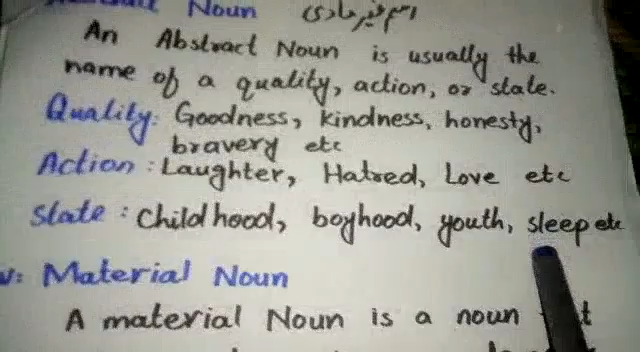 Abstract Noun اسم غیر مادی
An Abstract Noun is usually the
name of a quality, action, or state.
Quality: Goodness, kindness, honesty,
bravery etc
Action : Laughter, Hatred, Love etc
State : Childhood, boyhood, youth, sleep etc
v: Material Noun
A material Noun is a noun